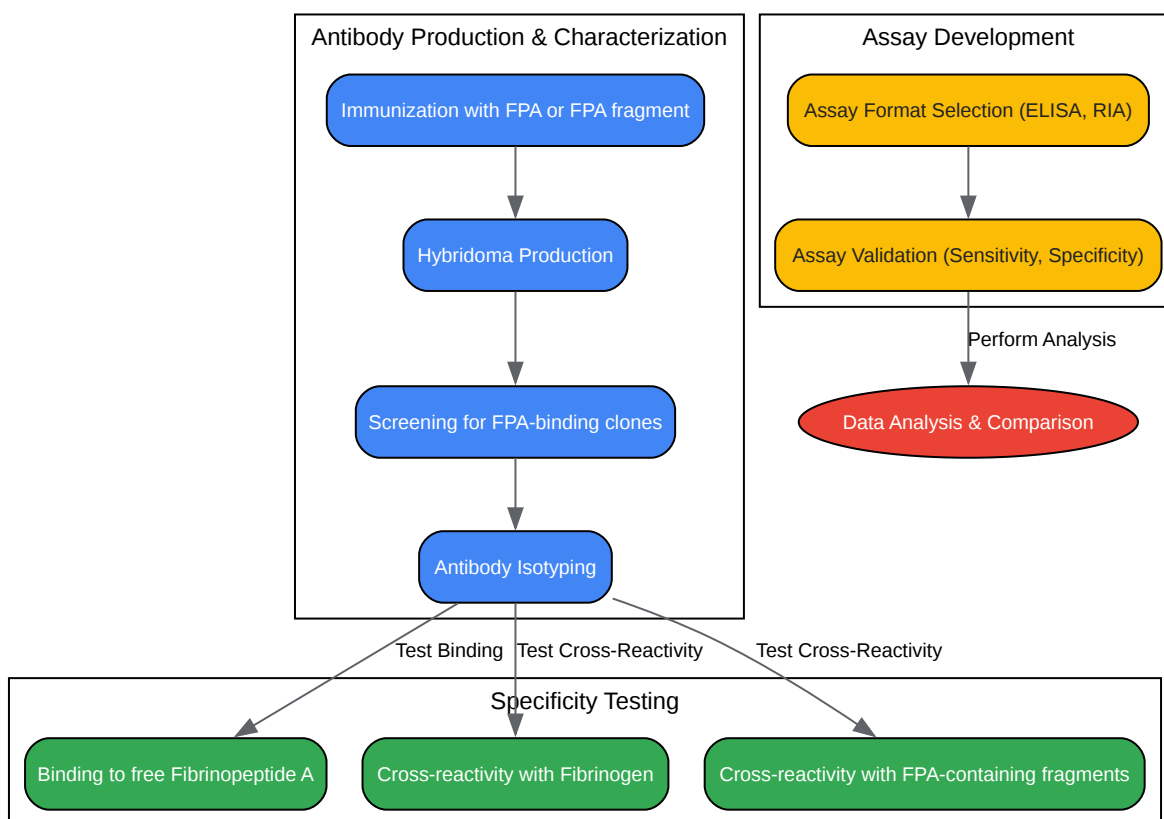 Antibody Production & Characterization
Immunization with FPA or FPA fragment
Hybridoma Production
Screening for FPA-binding clones
Antibody Isotyping
Assay Development
Assay Format Selection (ELISA, RIA)
Assay Validation (Sensitivity, Specificity)
Perform Analysis
Data Analysis & Comparison
Test Binding
Test Cross-Reactivity
Test Cross-Reactivity
Specificity Testing
Binding to free Fibrinopeptide A
Cross-reactivity with Fibrinogen
Cross-reactivity with FPA-containing fragments